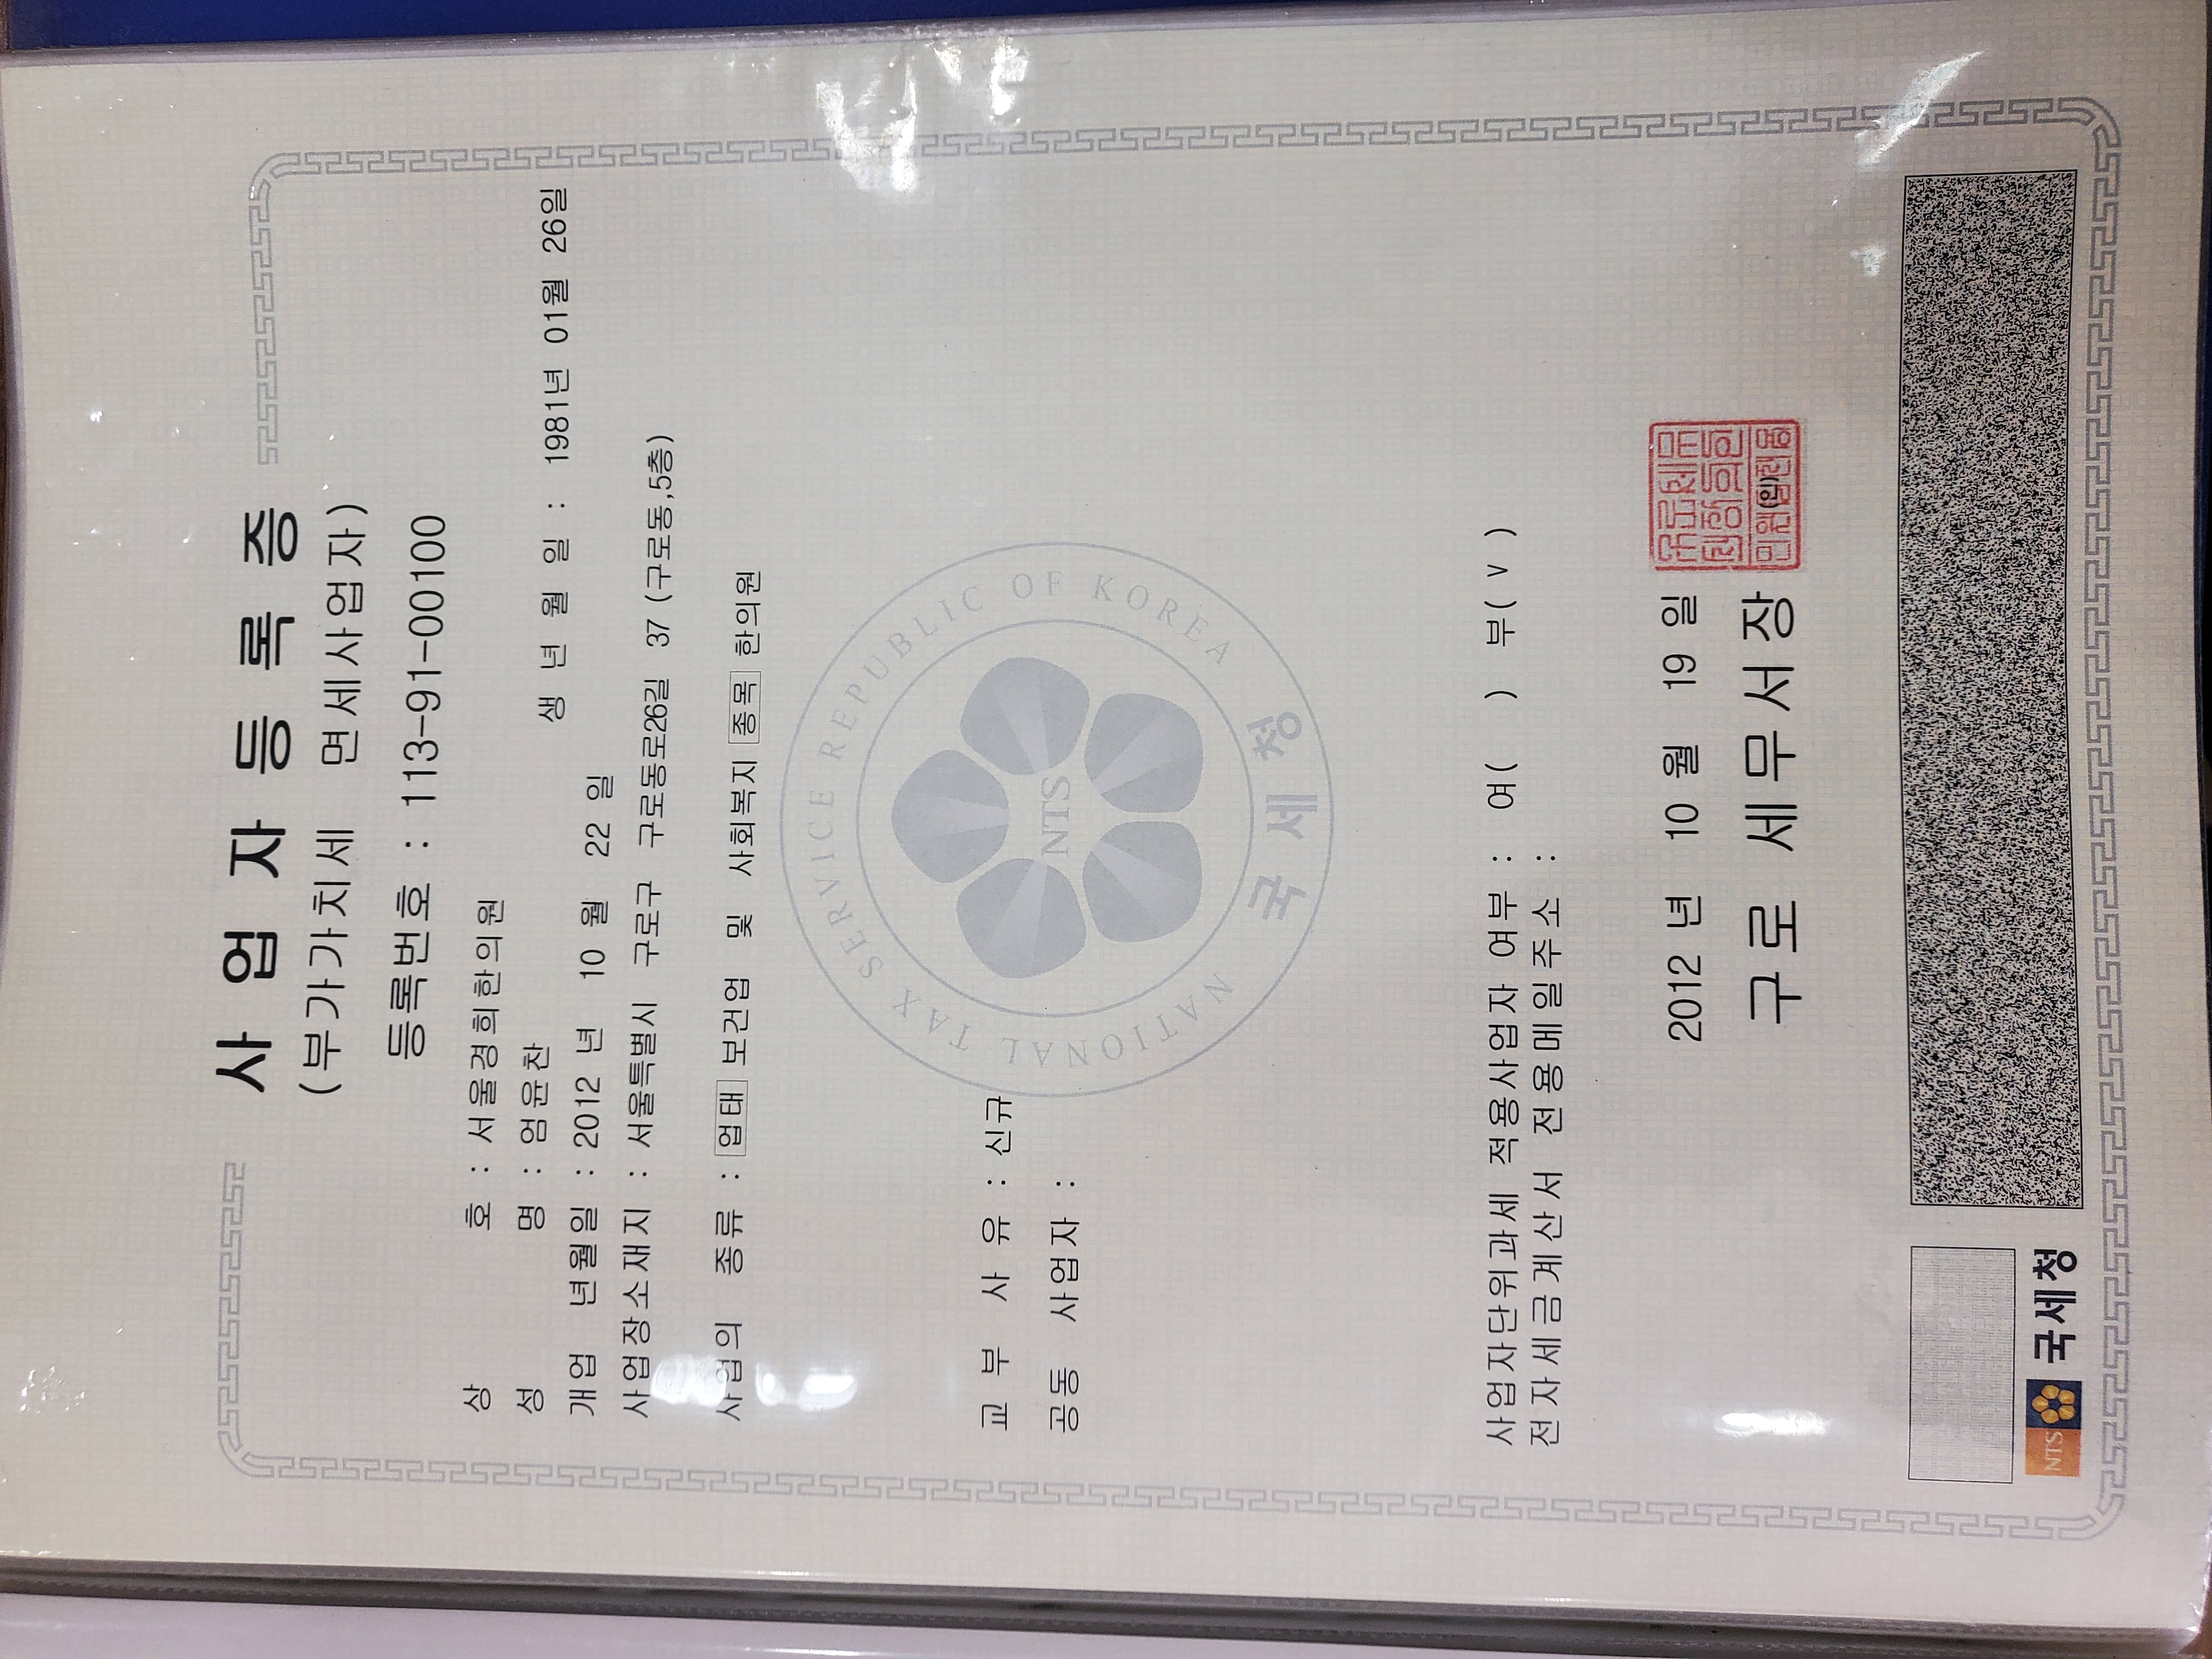 사업자등록증
(부가가치세 면세사업자)
등록번호 : 113-91-00100
상 호 : 서울경희한의원
성 명 : 엄윤찬 생 년 월 일 : 1981년 01월 26일
개업 년월일 : 2012 년 10 월 22 일
사업장소재지 : 서울특별시 구로구 구로동로26길 37 (구로동,5층)
사업의 종류 : 업태 보건업 및 사회복지 종목 한의원
NATIONAL TAX SERVICE REPUBLIC OF KOREA
NTS
국세청
교 부 사 유 : 신규
공동 사업자 :
사업자단위과세 적용사업자 여부 : 여( ) 부( V )
전자세금계산서 전용메일주소 :
2012 년 10 월 19 일
구로 세무서장 (인)
NTS 국세청